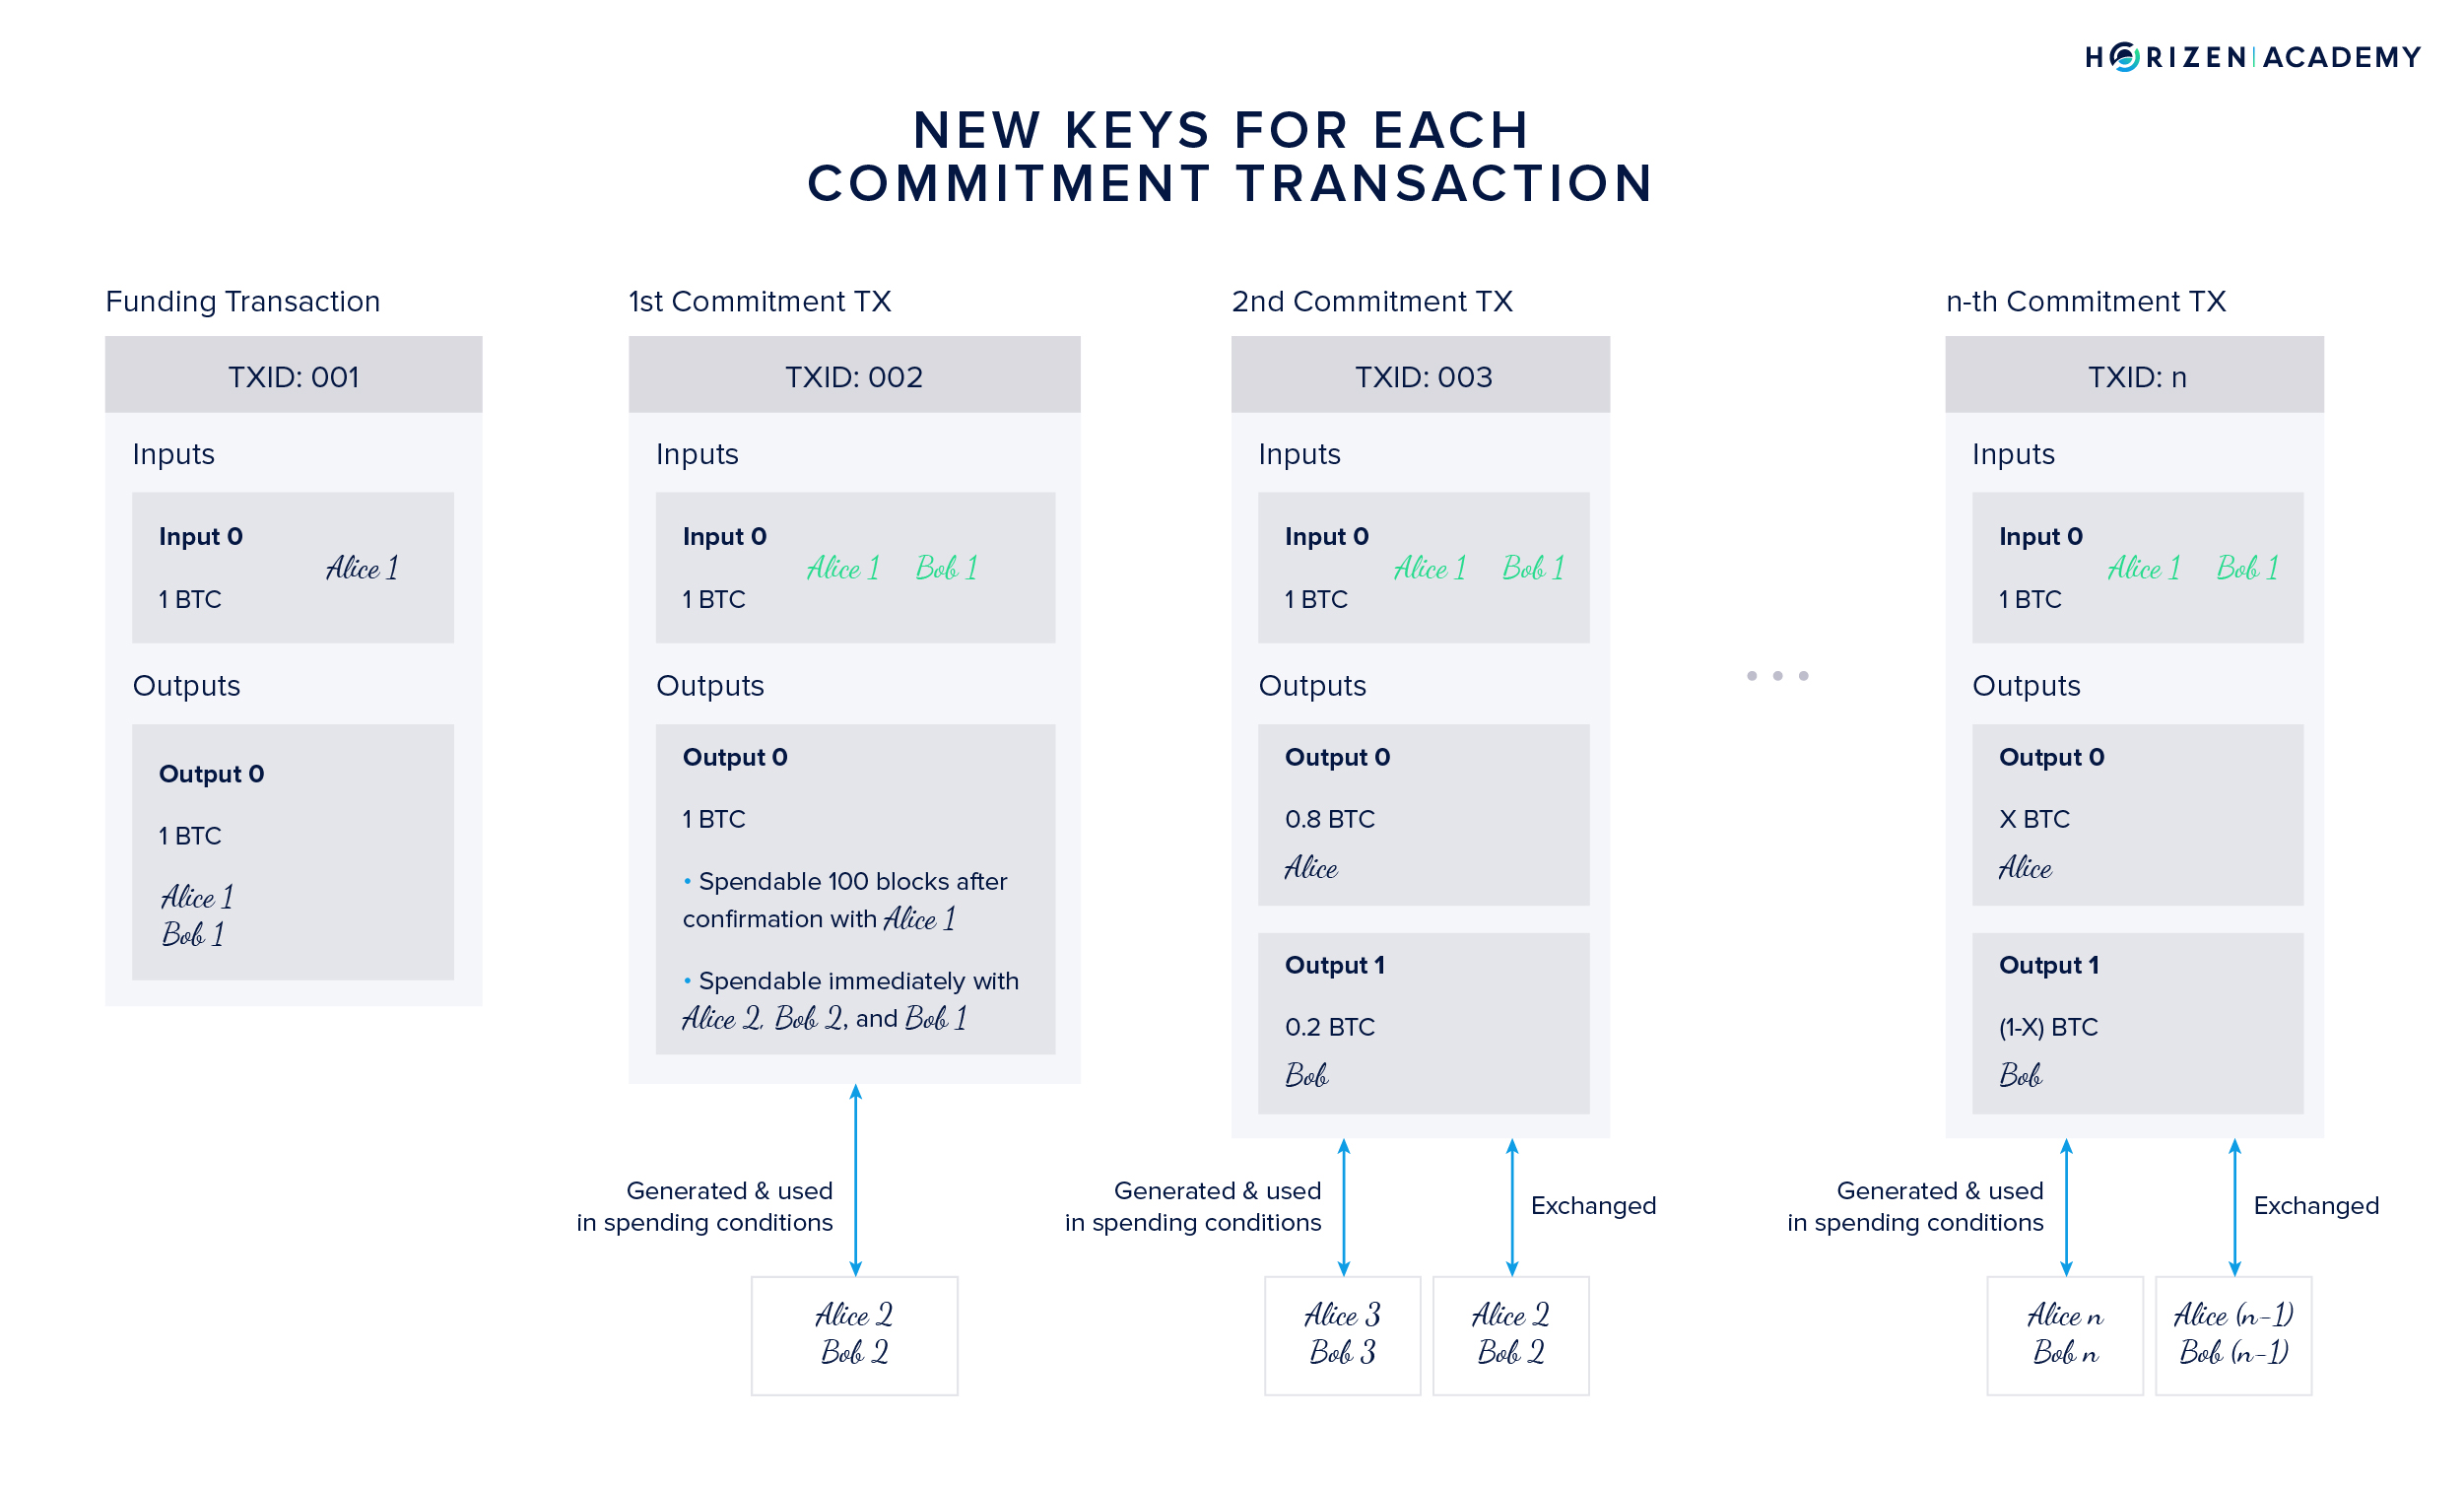 HORIZEN ACADEMY
NEW KEYS FOR EACH
COMMITMENT TRANSACTION
Funding Transaction
TXID: 001
Inputs
Input 0
Alice 1
1 BTC
Outputs
Output 0
1 BTC
Alice 1
Bob 1
1st Commitment TX
TXID: 002
Inputs
Input 0
Alice 1 Bob 1
1 BTC
Outputs
Output 0
1 BTC
• Spendable 100 blocks after
confirmation with Alice 1
• Spendable immediately with
Alice 2, Bob 2, and Bob 1
Generated & used
in spending conditions
Alice 2
Bob 2
2nd Commitment TX
TXID: 003
Inputs
Input 0
Alice 1 Bob 1
1 BTC
Outputs
Output 0
0.8 BTC
Alice
Output 1
0.2 BTC
Bob
Generated & used
in spending conditions
Exchanged
Alice 3
Bob 3
Alice 2
Bob 2
n-th Commitment TX
TXID: n
Inputs
Input 0
Alice 1 Bob 1
1 BTC
Outputs
Output 0
X BTC
Alice
Output 1
(1-X) BTC
Bob
Generated & used
in spending conditions
Exchanged
Alice n
Bob n
Alice (n-1)
Bob (n-1)